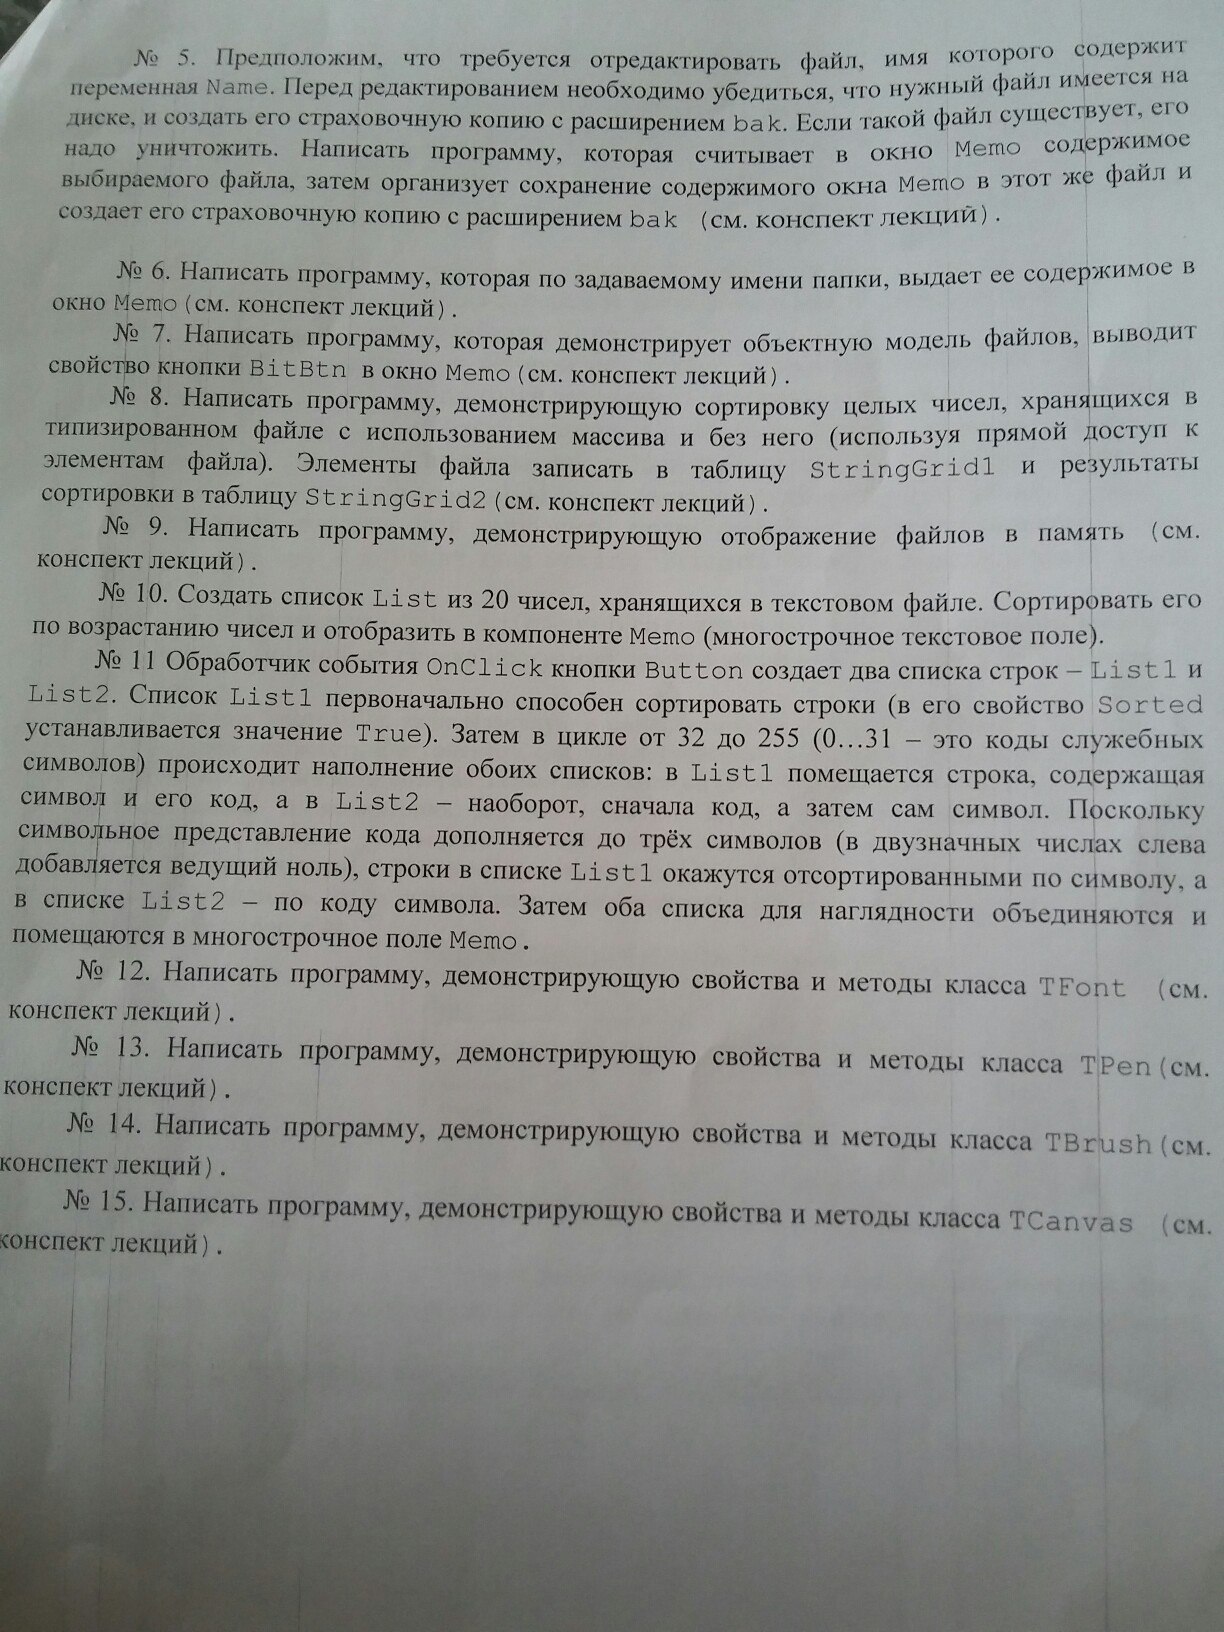 № 5. Предположим, что требуется отредактировать файл, имя которого содержит
переменная Name. Перед редактированием необходимо убедиться, что нужный файл имеется на
диске, и создать его страховочную копию с расширением bak. Если такой файл существует, его
надо уничтожить. Написать программу, которая считывает в окно Memo содержимое
выбираемого файла, затем организует сохранение содержимого окна Memo в этот же файл и
создает его страховочную копию с расширением bak (см. конспект лекций).
№ 6. Написать программу, которая по задаваемому имени папки, выдает ее содержимое в
окно Memo(см. конспект лекций).
№ 7. Написать программу, которая демонстрирует объектную модель файлов, выводит
свойство кнопки BitBtn в окно Memo(см. конспект лекций).
№ 8. Написать программу, демонстрирующую сортировку целых чисел, хранящихся в
типизированном файле с использованием массива и без него (используя прямой доступ к
элементам файла). Элементы файла записать в таблицу StringGrid1 и результаты
сортировки в таблицу StringGrid2(см. конспект лекций).
№ 9. Написать программу, демонстрирующую отображение файлов в память (см.
конспект лекций).
№ 10. Создать список List из 20 чисел, хранящихся в текстовом файле. Сортировать его
по возрастанию чисел и отобразить в компоненте Memo (многострочное текстовое поле).
№ 11 Обработчик события OnClick кнопки Button создает два списка строк – List1 и
List2. Список List1 первоначально способен сортировать строки (в его свойство Sorted
устанавливается значение True). Затем в цикле от 32 до 255 (0…31 – это коды служебных
символов) происходит наполнение обоих списков: в List1 помещается строка, содержащая
символ и его код, а в List2 – наоборот, сначала код, а затем сам символ. Поскольку
символьное представление кода дополняется до трёх символов (в двузначных числах слева
добавляется ведущий ноль), строки в списке List1 окажутся отсортированными по символу, а
в списке List2 – по коду символа. Затем оба списка для наглядности объединяются и
помещаются в многострочное поле Memo.
№ 12. Написать программу, демонстрирующую свойства и методы класса TFont (см.
конспект лекций).
№ 13. Написать программу, демонстрирующую свойства и методы класса TPen(см.
конспект лекций).
№ 14. Написать программу, демонстрирующую свойства и методы класса TBrush(см.
конспект лекций).
№ 15. Написать программу, демонстрирующую свойства и методы класса TCanvas (см.
конспект лекций).